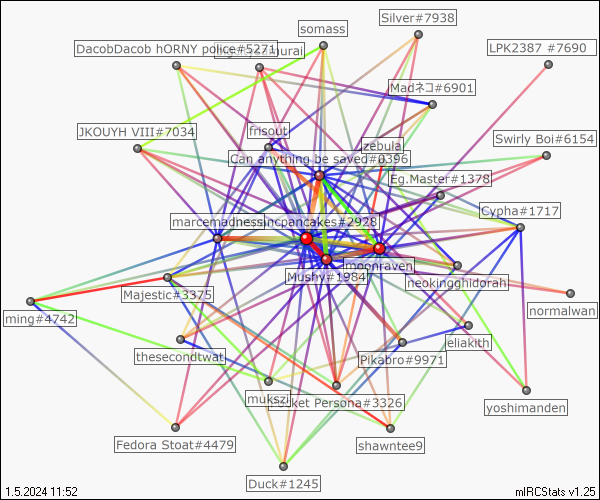 somass
Silver#7938
DacobDacob hORNY police#5271
LPK2387 #7690
Madネコ#6901
JKOUYH VIII#7034
frisout
zebula
Swirly Boi#6154
Can anything be saved#0396
Eg.Master#1378
Cypha#1717
marcemadness
ncpancakes#2928
moonraven
Mushy#1984
neokingghidorah
Majestic#3375
normalwan
ming#4742
eliakith
thesecondtwat
Pikabro#9971
mukszi
Persona#3326
yoshimanden
Fedora Stoat#4479
shawntee9
Duck#1245
1.5.2024 11:52
mIRCStats v1.25